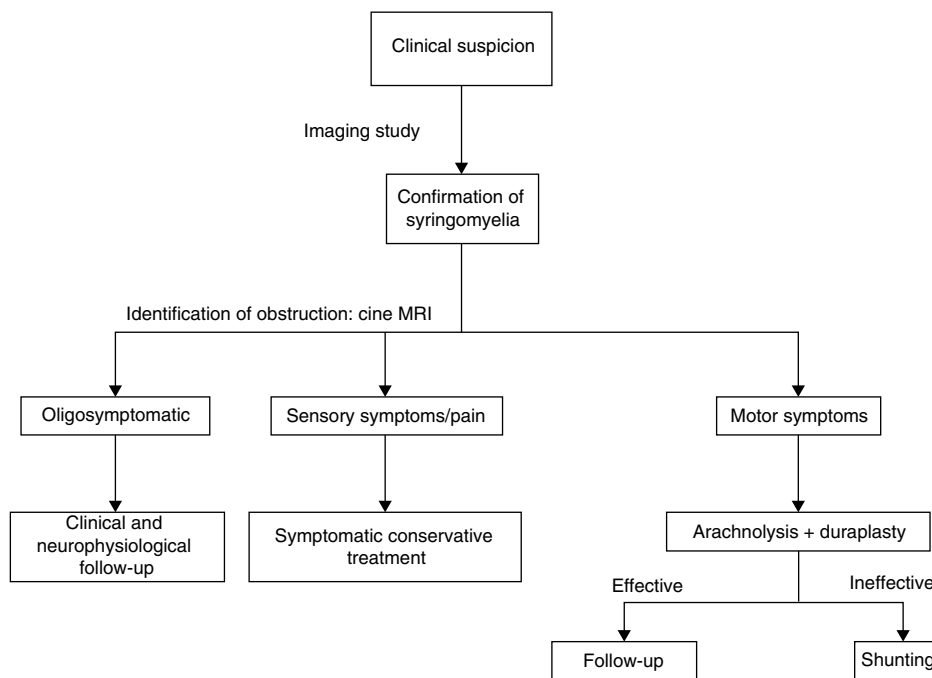 Clinical suspicion
Imaging study
Confirmation of
syringomyelia
Identification of obstruction: cine MRI
Oligosymptomatic
Sensory symptoms/pain
Motor symptoms
Clinical and
neurophysiological
follow-up
Symptomatic conservative
treatment
Arachnolysis + duraplasty
Effective
Ineffective
Follow-up
Shunting